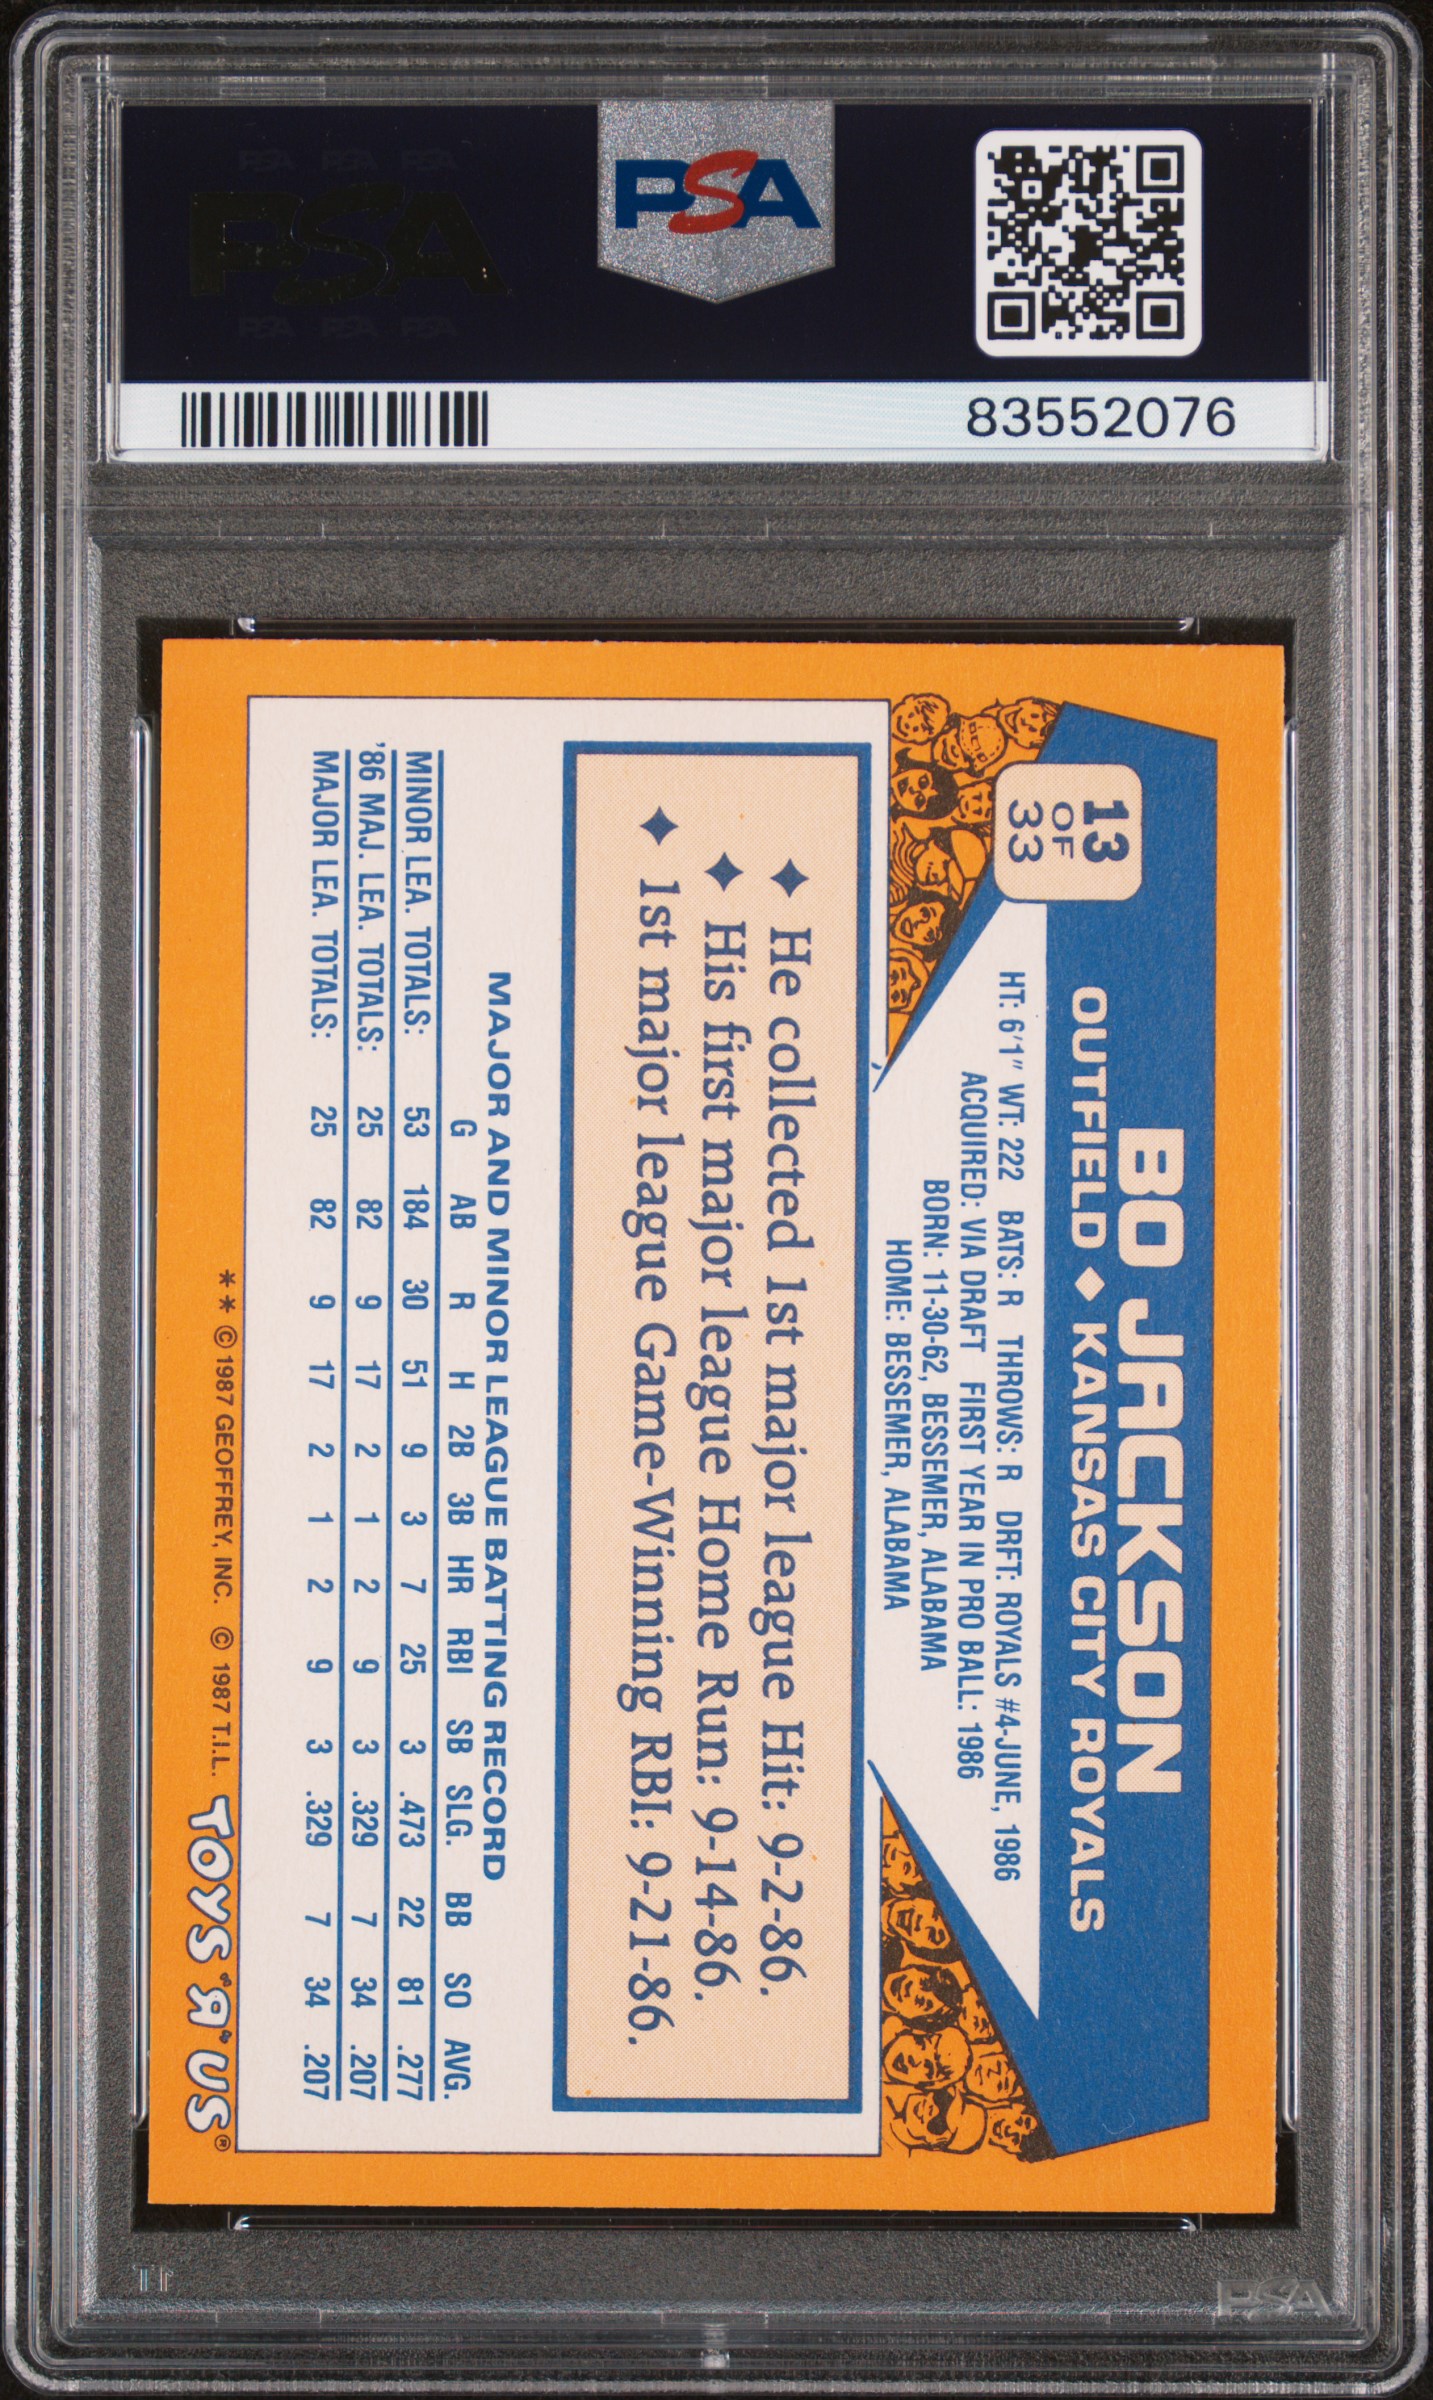 PSA PSA PSA
PSA
PSA PSA PSA
PSA
83552076
13
OF
33
BO JACKSON
OUTFIELD ♦ KANSAS CITY ROYALS
HT: 6'1" WT: 222 BATS: R THROWS: R DRFT: ROYALS #4-JUNE, 1986
ACQUIRED: VIA DRAFT FIRST YEAR IN PRO BALL: 1986
BORN: 11-30-62, BESSEMER, ALABAMA
HOME: BESSEMER, ALABAMA
♦ He collected 1st major league Hit: 9-2-86.
♦ His first major league Home Run: 9-14-86.
♦ 1st major league Game-Winning RBI: 9-21-86.
MAJOR AND MINOR LEAGUE BATTING RECORD
G AB R H 2B 3B HR RBI SB SLG. BB SO AVG.
MINOR LEA. TOTALS: 53 184 30 51 9 3 7 25 3 .473 22 81 .277
'86 MAJ. LEA. TOTALS: 25 82 9 17 2 1 2 9 3 .329 7 34 .207
MAJOR LEA. TOTALS: 25 82 9 17 2 1 2 9 3 .329 7 34 .207
** © 1987 GEOFFREY, INC. © 1987 T.I.L. TOYS "Я" US®
PSA